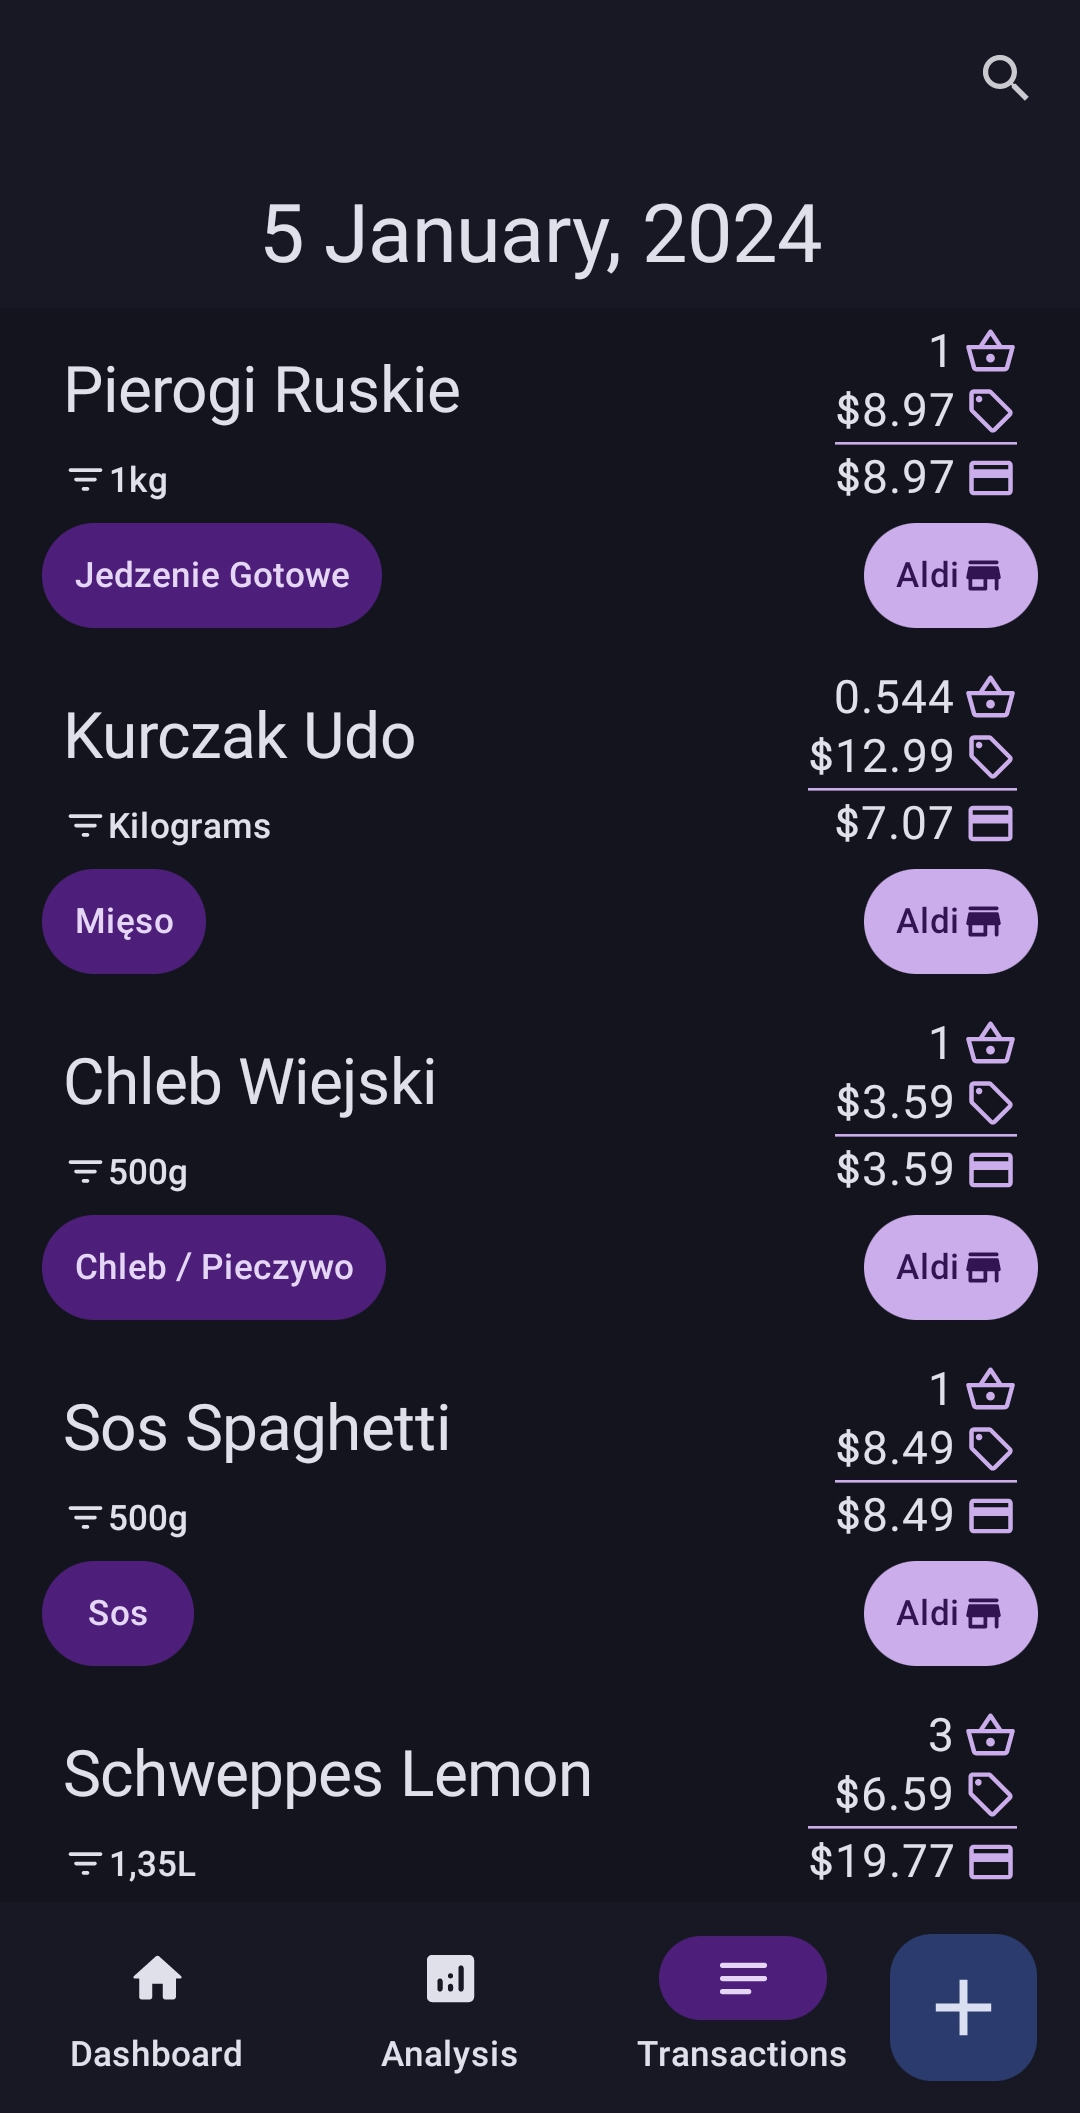 5 January, 2024
Pierogi Ruskie
1
$8.97
1kg
$8.97
Jedzenie Gotowe
Aldi
Kurczak Udo
0.544
$12.99
Kilograms
$7.07
Mięso
Aldi
Chleb Wiejski
1
$3.59
500g
$3.59
Chleb / Pieczywo
Aldi
Sos Spaghetti
1
$8.49
500g
$8.49
Sos
Aldi
Schweppes Lemon
3
$6.59
1,35L
$19.77
Dashboard
Analysis
Transactions